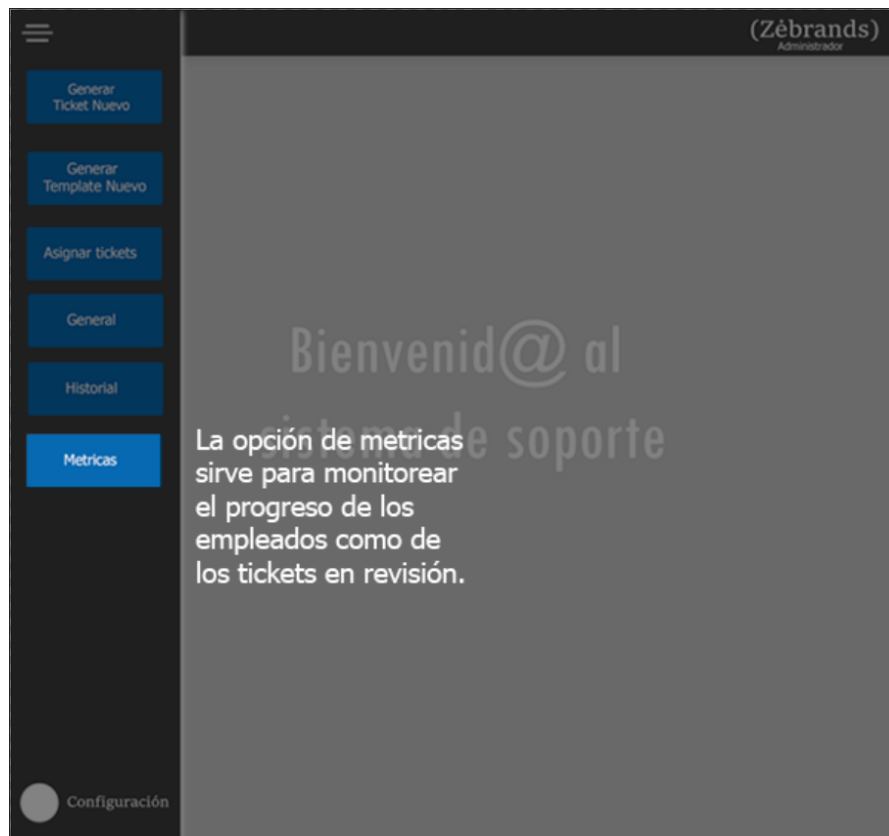 (Zėbrands)
Administrador
Generar
Ticket Nuevo
Generar
Template Nuevo
Asignar tickets
General
Historial
Metricas
Bienvenid@ al
sistema de soporte
La opción de metricas
sirve para monitorear
el progreso de los
empleados como de
los tickets en revisión.
Configuración